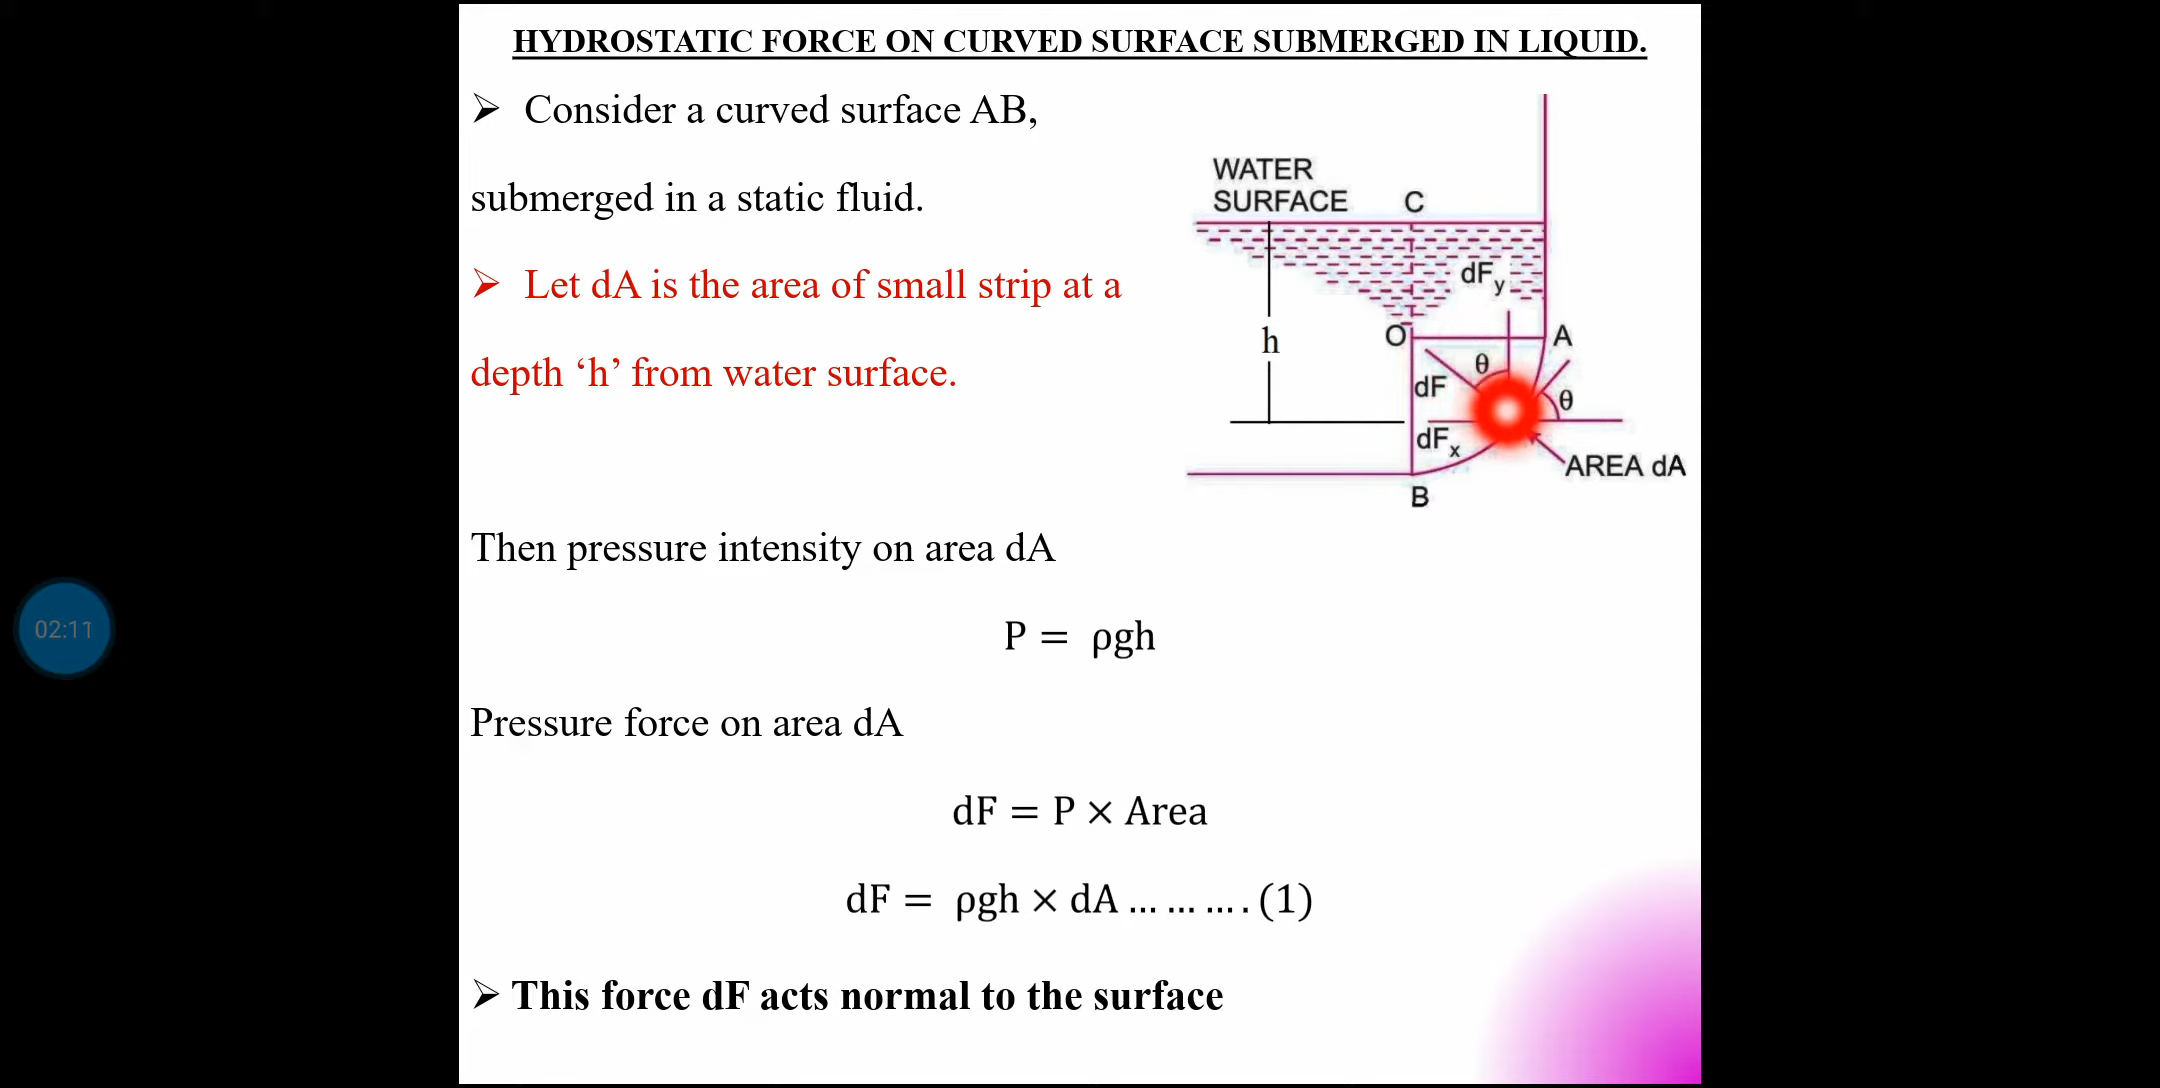 HYDROSTATIC FORCE ON CURVED SURFACE SUBMERGED IN LIQUID.
➢ Consider a curved surface AB,
submerged in a static fluid.
➢ Let dA is the area of small strip at a
depth ‘h’ from water surface.
WATER
SURFACE
C
dFy
O
A
h
θ
dF
θ
dFx
AREA dA
B
Then pressure intensity on area dA
P = ρgh
02:11
Pressure force on area dA
dF = P × Area
dF = ρgh × dA … … … . (1)
➢ This force dF acts normal to the surface